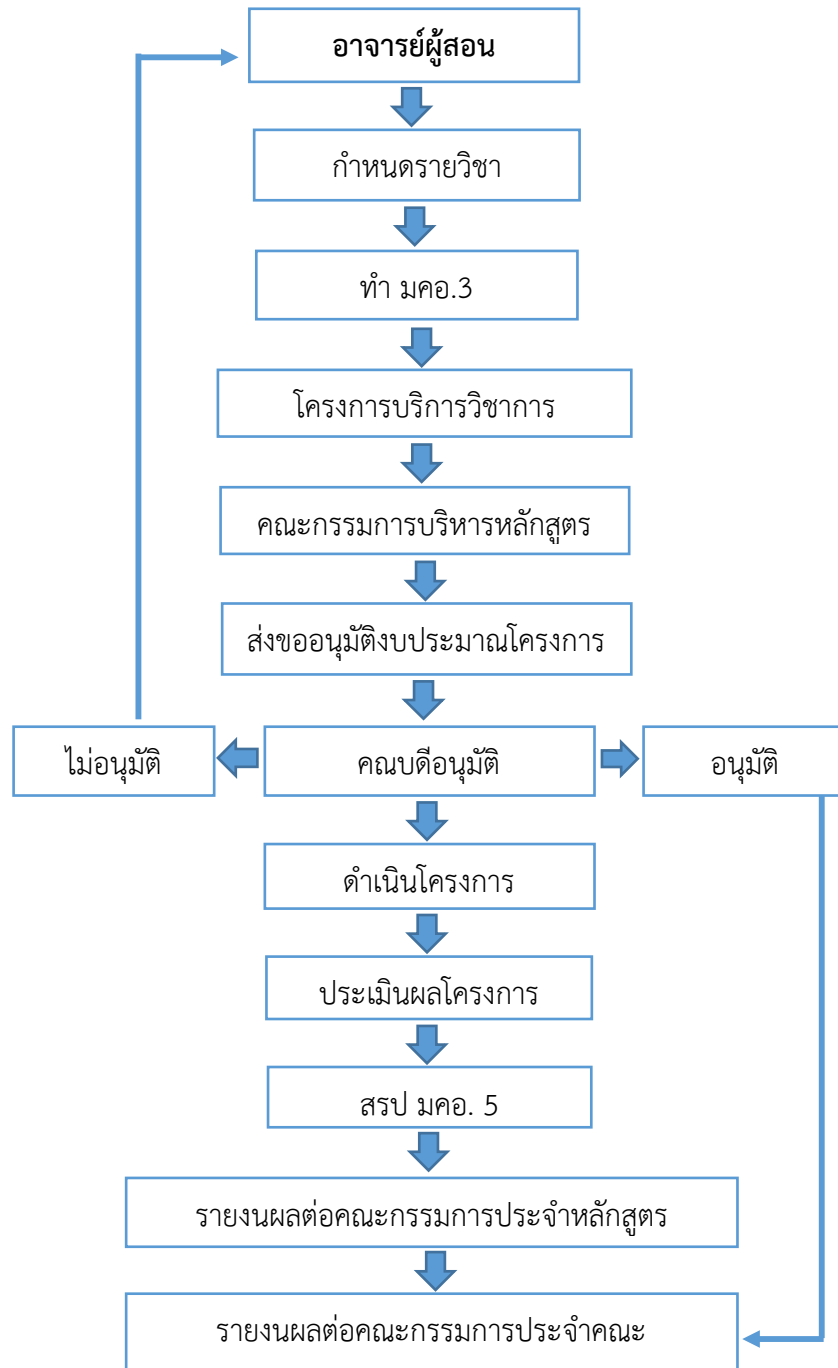 อาจารย์ผู้สอน
กำหนดรายวิชา
ทำ มคอ.3
โครงการบริการวิชาการ
คณะกรรมการบริหารหลักสูตร
ส่งขออนุมัติงบประมาณโครงการ
ไม่อนุมัติ
คณบดีอนุมัติ
อนุมัติ
ดำเนินโครงการ
ประเมินผลโครงการ
สรป มคอ. 5
รายงนผลต่อคณะกรรมการประจำหลักสูตร
รายงนผลต่อคณะกรรมการประจำคณะ